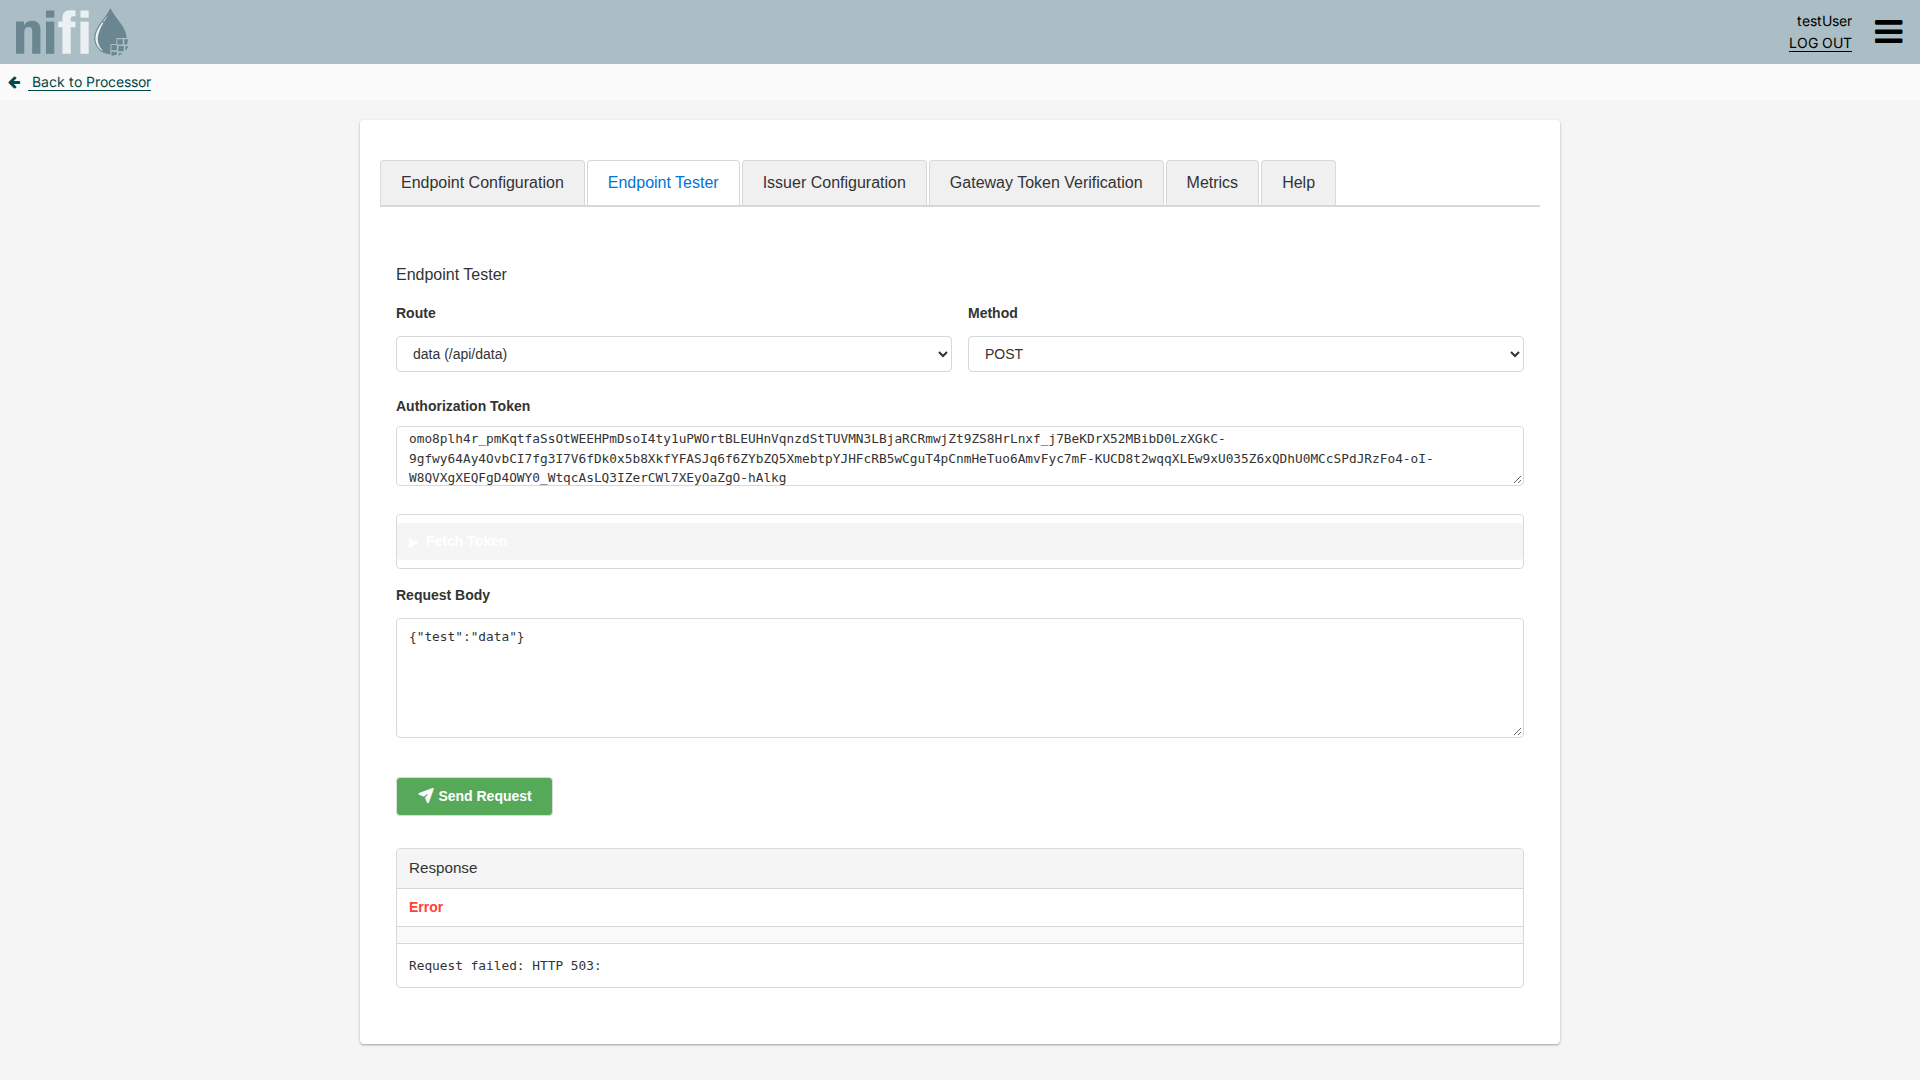 nifi
testUser
LOG OUT
Back to Processor
Endpoint Configuration
Endpoint Tester
Issuer Configuration
Gateway Token Verification
Metrics
Help
Endpoint Tester
Route
Method
data (/api/data)
POST
Authorization Token
omo8plh4r_pmKqtfaSsOtWEEHPmDsoI4ty1uPWOrtBLEUHnVqnzdStTUVMN3LBjaRCRmwjZt9ZS8HrLnxf_j7BeKDrX52MBibD0LzXGkC-
9gfwy64Ay4OvbCI7fg3I7V6fDk0x5b8XkfYFASJq6f6ZYbZQ5XmebtpYJHFcRB5wCguT4pCnmHeTuo6AmvFyc7mF-KUCD8t2wqqXLEw9xU035Z6xQDhU0MCcSPdJRzFo4-oI-
W8QVXgXEQFgD4OWY0_WtqcAsLQ3IZerCWl7XEyOaZgO-hAlkg
Fetch Token
Request Body
{"test":"data"}
Send Request
Response
Error
Request failed: HTTP 503: